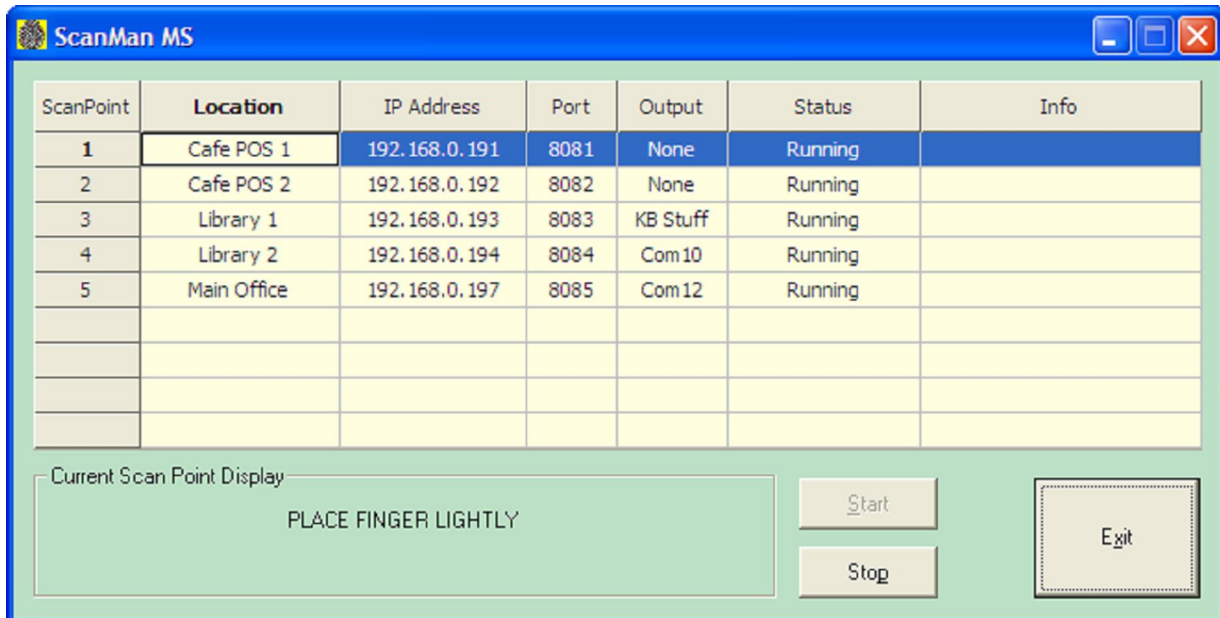 ScanMan MS
ScanPoint Location IP Address Port Output Status Info
1 Cafe POS 1 192.168.0.191 8081 None Running
2 Cafe POS 2 192.168.0.192 8082 None Running
3 Library 1 192.168.0.193 8083 KB Stuff Running
4 Library 2 192.168.0.194 8084 Com10 Running
5 Main Office 192.168.0.197 8085 Com12 Running
Current Scan Point Display
PLACE FINGER LIGHTLY
Start
Stop
Exit